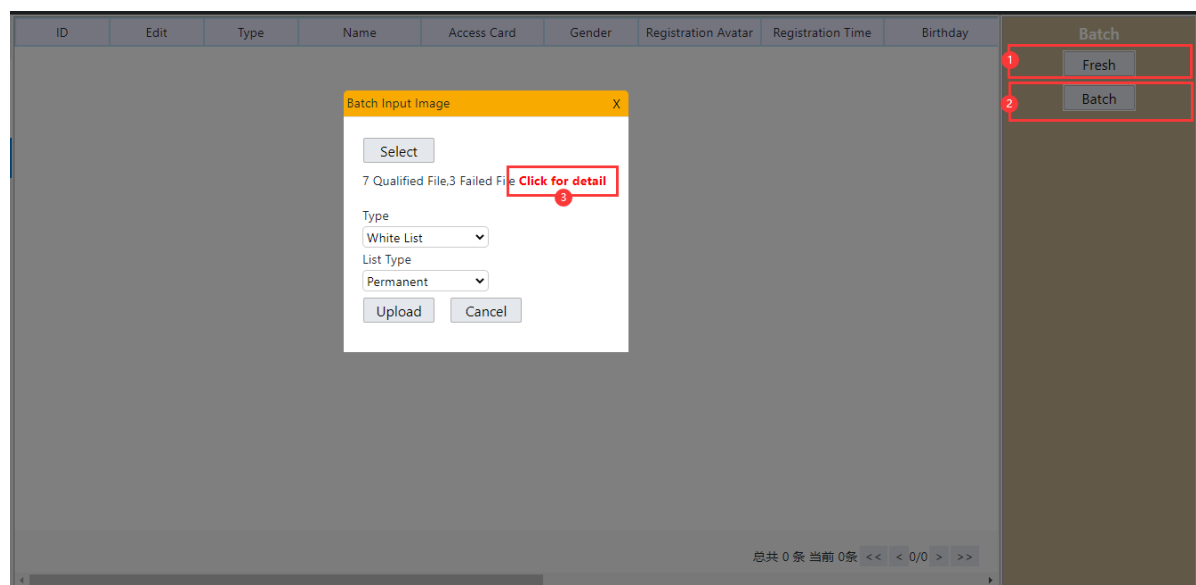 ID Edit Type Name Access Card Gender Registration Avatar Registration Time Birthday
Batch
1 Fresh
2 Batch
Batch Input Image X
Select
7 Qualified File,3 Failed File Click for detail
3
Type
White List
List Type
Permanent
Upload Cancel
总共 0 条 当前 0条 << < 0/0 > >>